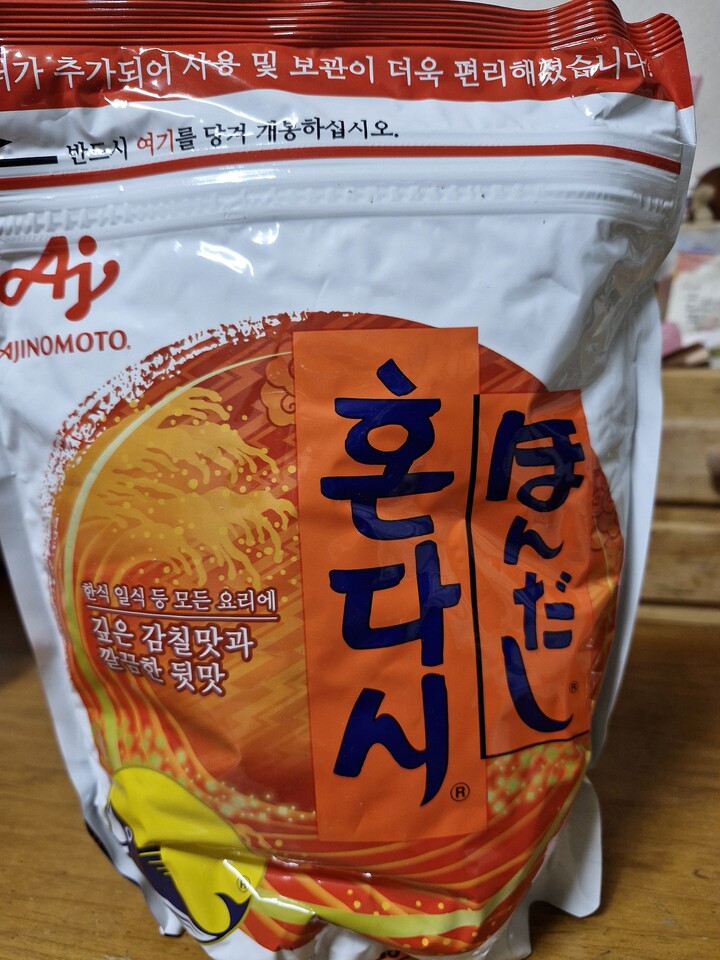 추가되어 사용 및 보관이 더욱 편리해졌습니다.
반드시 여기를 당겨 개봉하십시오.
Aj
AJINOMOTO®
혼다시®
ほんだし®
한식 일식 등 모든 요리에
깊은 감칠맛과
깔끔한 뒷맛
®